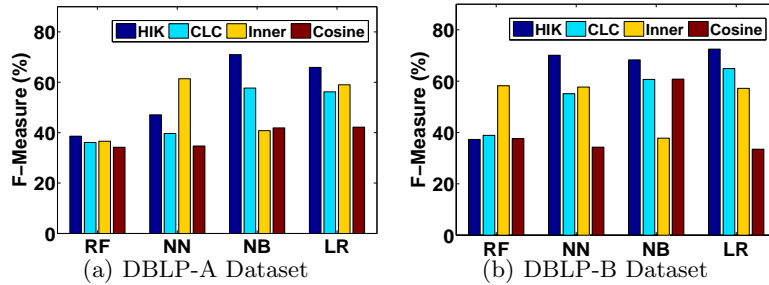 80
60
40
20
0
F−Measure (%)
HIK CLC Inner Cosine
RF NN NB LR
(a) DBLP-A Dataset
80
60
40
20
0
F−Measure (%)
HIK CLC Inner Cosine
RF NN NB LR
(b) DBLP-B Dataset